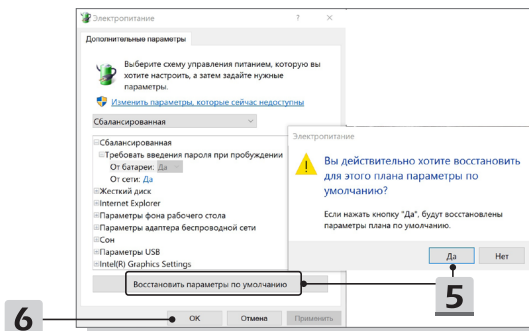 Электропитание
?
×
Дополнительные параметры
Выберите схему управления питанием, которую вы
хотите настроить, а затем задайте нужные
параметры.
Изменить параметры, которые сейчас недоступны
Сбалансированная
Сбалансированная
Требовать введения пароля при пробуждении
От батареи: Да
От сети: Да
Жесткий диск
Internet Explorer
Параметры фона рабочего стола
Параметры адаптера беспроводной сети
Сон
Параметры USB
Intel(R) Graphics Settings
Восстановить параметры по умолчанию
OK Отмена Применить
6
Электропитание
Вы действительно хотите восстановить
для этого плана параметры по
умолчанию?
Если нажать кнопку "Да", будут восстановлены
параметры плана по умолчанию.
Да Нет
5